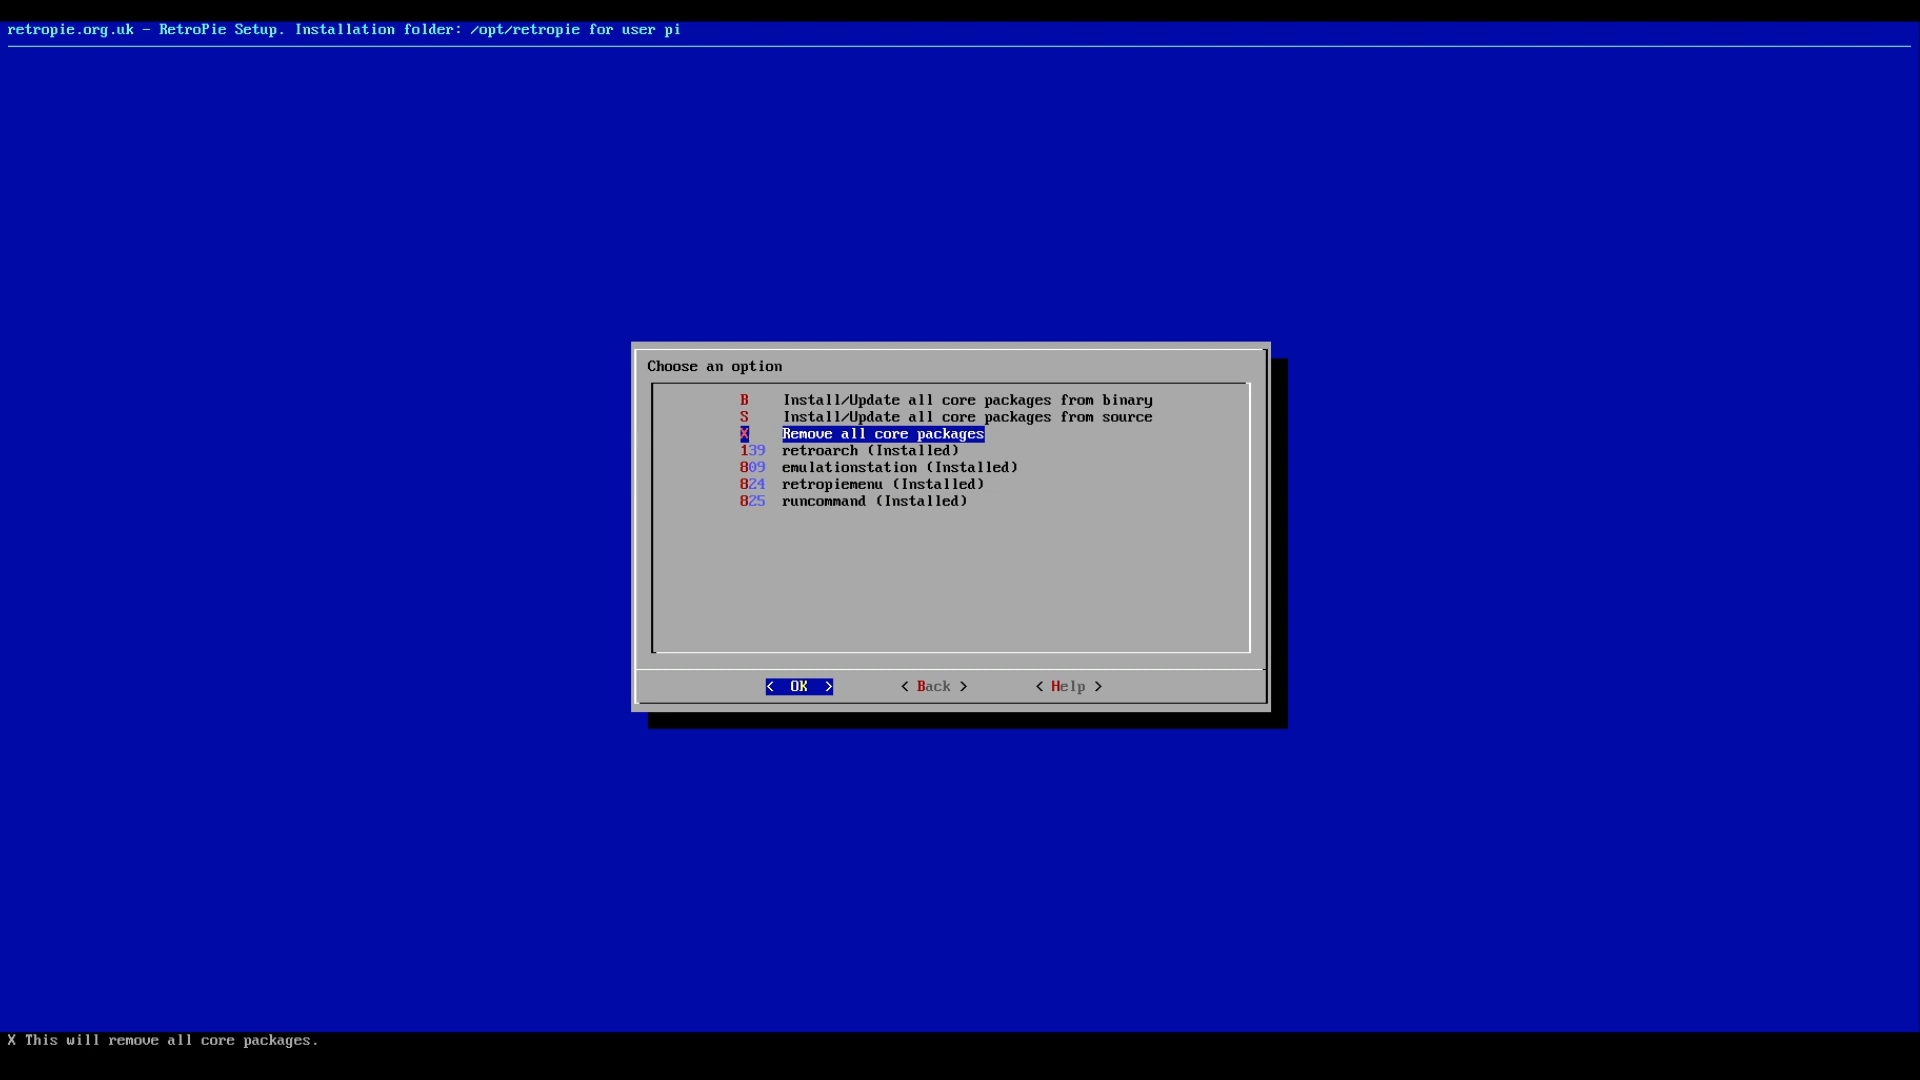 retropie.org.uk - RetroPie Setup. Installation folder: /opt/retropie for user pi
Choose an option
B Install/Update all core packages from binary
S Install/Update all core packages from source
X Remove all core packages
139 retroarch (Installed)
809 emulationstation (Installed)
824 retropiemenu (Installed)
825 runcommand (Installed)
< OK > < Back > < Help >
X This will remove all core packages.